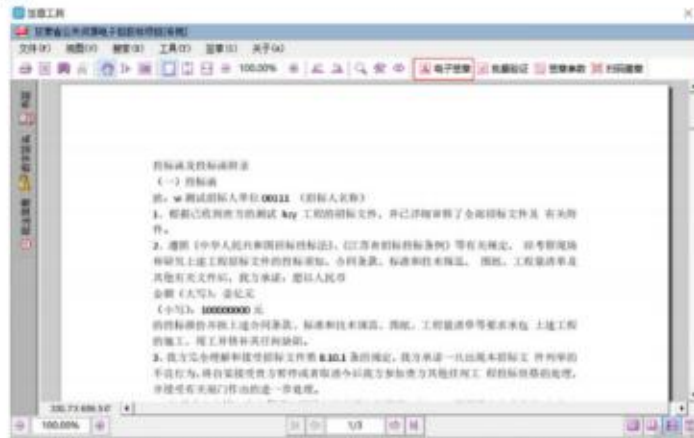 签章工具
甘肃省公共资源电子招投标项目[房建]
文件(F) 视图(V) 搜索(S) 工具(T) 签章(S) 关于(A)
100.00% 电子签章 批量验证 签章参数 扫码签章
投标函及投标函附录
(一)投标函
致:w 测试招标人单位 00111 (招标人名称)
1、根据已收到贵方的测试 kcy 工程的招标文件,并已详细审阅了全部招标文件及 有关附
件。
2、遵照《中华人民共和国招标投标法》、《江苏省招标投标条例》等有关规定, 经考察现场
和研究上述工程招标文件的投标须知、合同条款、标准和技术规范、 图纸、工程量清单及
其他有关文件后,我方承诺:愿以人民币
金额(大写):壹亿元
(小写):100000000 元
的投标报价并按上述合同条款、标准和技术规范、图纸、工程量清单等要求承包 上述工程
的施工、竣工并修补其任何缺陷。
3、我方完全理解和接受招标文件第 8.10.1 条的规定,我方承诺一旦出现本招标文 件列举的
不良行为,将自愿接受贵方暂停或者取消今后我方参加贵方其他任何工 程投标资格的处理,
并接受有关部门作出的进一步处理。
100.00% 1/3